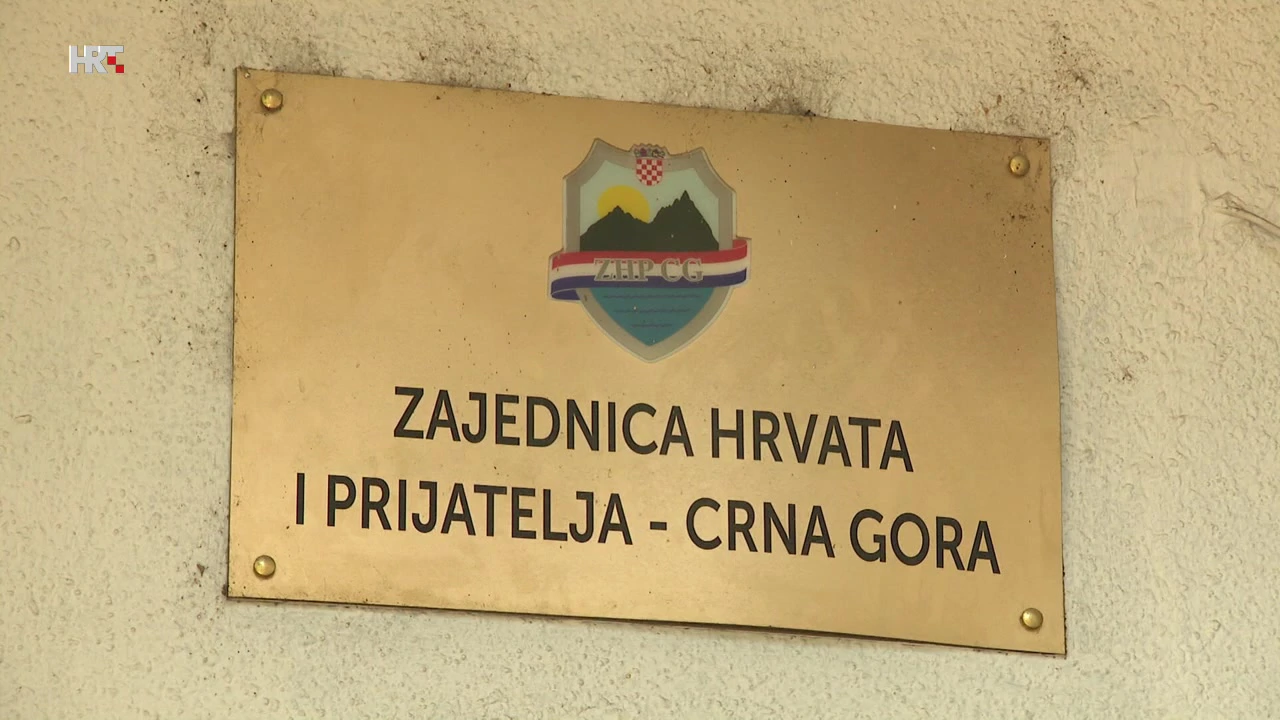 HRT
ZHP CG
ZAJEDNICA HRVATA
I PRIJATELJA - CRNA GORA